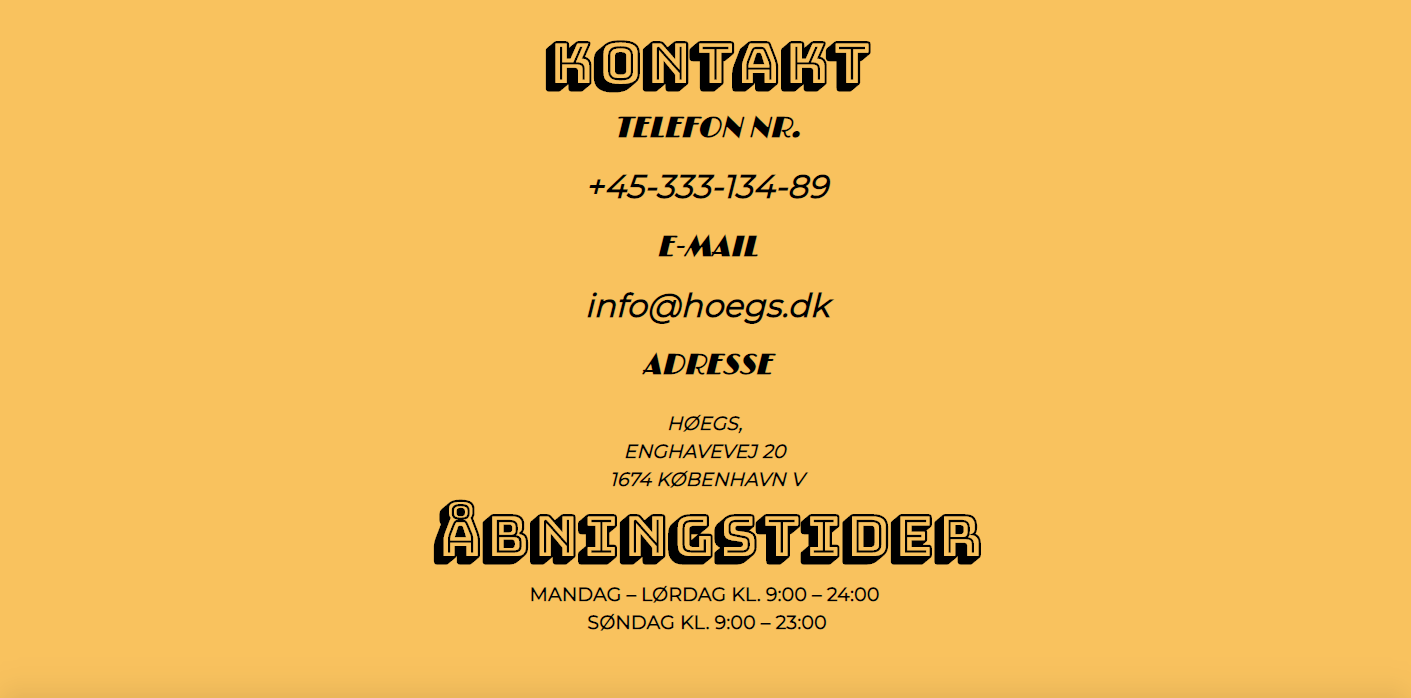 KONTAKT
TELEFON NR.
+45-333-134-89
E-MAIL
info@hoegs.dk
ADRESSE
HØEGS,
ENGHAVEVEJ 20
1674 KØBENHAVN V
ÅBNINGSTIDER
MANDAG – LØRDAG KL. 9:00 – 24:00
SØNDAG KL. 9:00 – 23:00